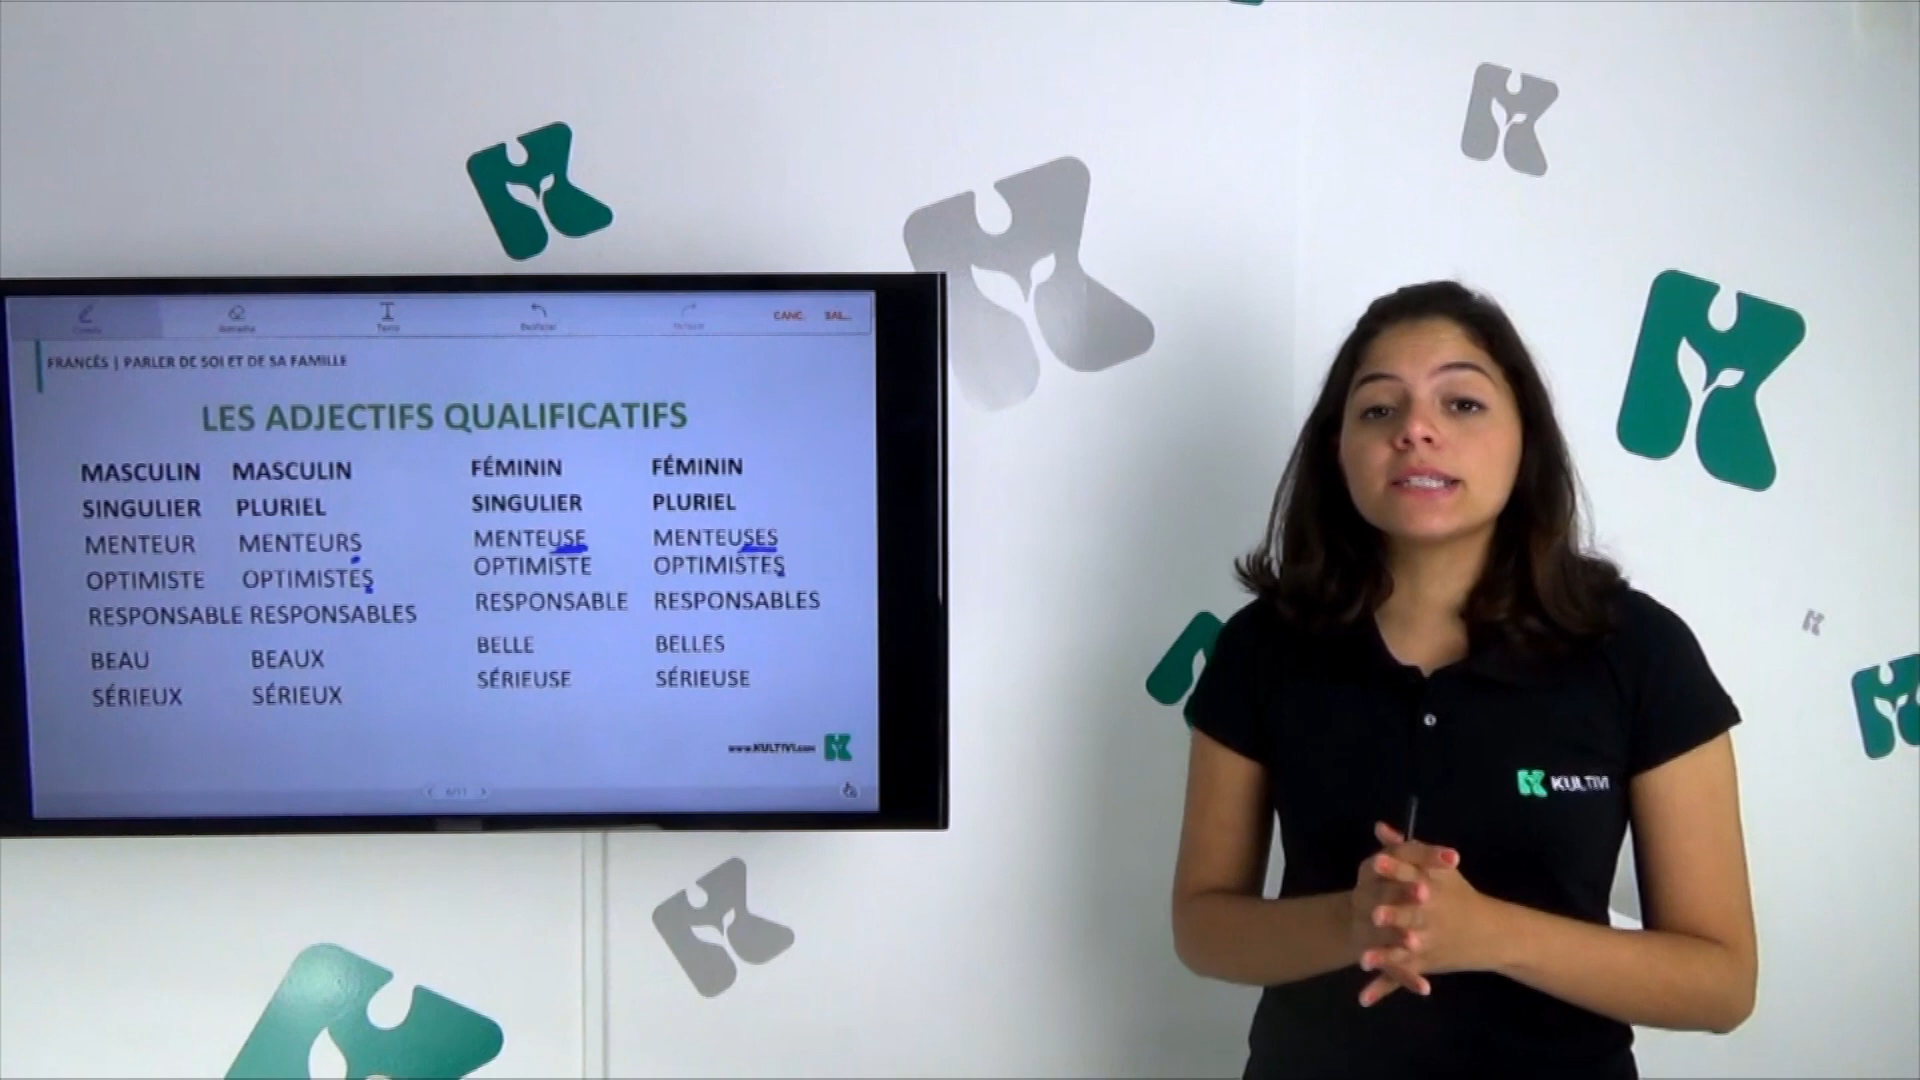 CANC. SAL...
FRANCÊS | PARLER DE SOI ET DE SA FAMILLE
LES ADJECTIFS QUALIFICATIFS
MASCULIN MASCULIN FÉMININ FÉMININ
SINGULIER PLURIEL SINGULIER PLURIEL
MENTEUR MENTEURS MENTEUSE MENTEUSES
OPTIMISTE OPTIMISTES OPTIMISTE OPTIMISTES
RESPONSABLE RESPONSABLES RESPONSABLE RESPONSABLES
BEAU BEAUX BELLE BELLES
SÉRIEUX SÉRIEUX SÉRIEUSE SÉRIEUSE
www.KULTIVI.com
KULTIVI